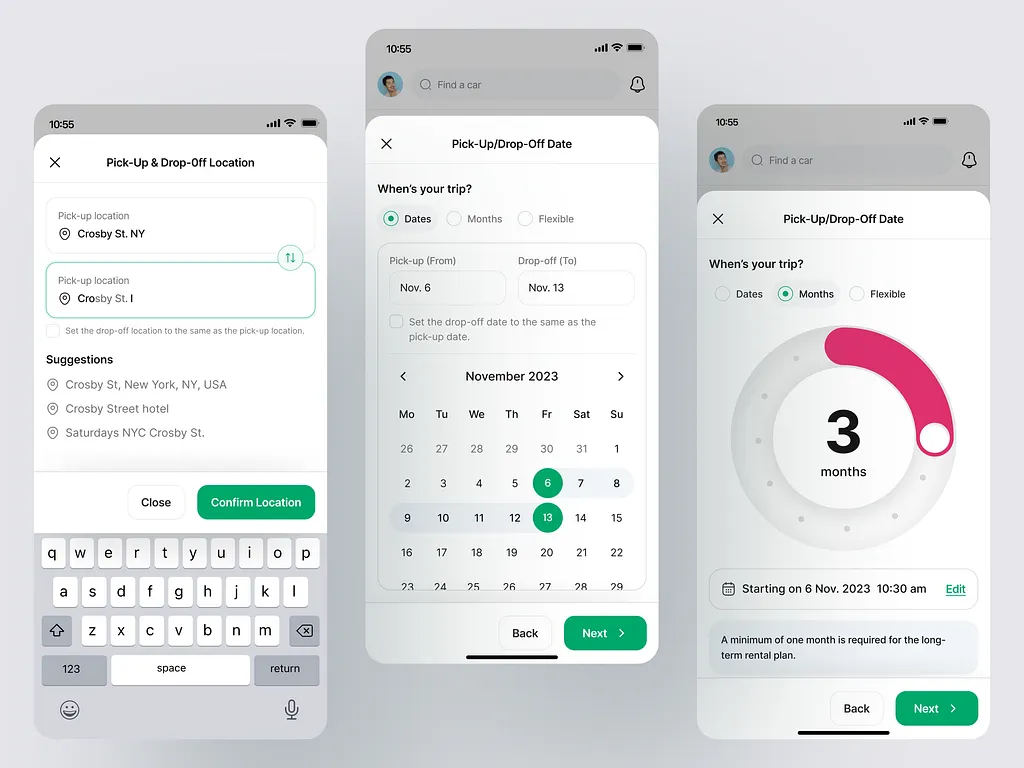 10:55
Pick-Up & Drop-Off Location
Pick-up location
Crosby St. NY
Pick-up location
Crosby St. I
Set the drop-off location to the same as the pick-up location.
Suggestions
Crosby St, New York, NY, USA
Crosby Street hotel
Saturdays NYC Crosby St.
Close
Confirm Location
q w e r t y u i o p
a s d f g h j k l
z x c v b n m
123 space return
10:55
Find a car
Pick-Up/Drop-Off Date
When's your trip?
Dates Months Flexible
Pick-up (From) Drop-off (To)
Nov. 6 Nov. 13
Set the drop-off date to the same as the
pick-up date.
November 2023
Mo Tu We Th Fr Sat Su
26 27 28 29 30 31 1
2 3 4 5 6 7 8
9 10 11 12 13 14 15
16 17 18 19 20 21 22
23 24 25 26 27 28 29
Back Next
10:55
Find a car
Pick-Up/Drop-Off Date
When's your trip?
Dates Months Flexible
3
months
Starting on 6 Nov. 2023 10:30 am Edit
A minimum of one month is required for the long-
term rental plan.
Back Next